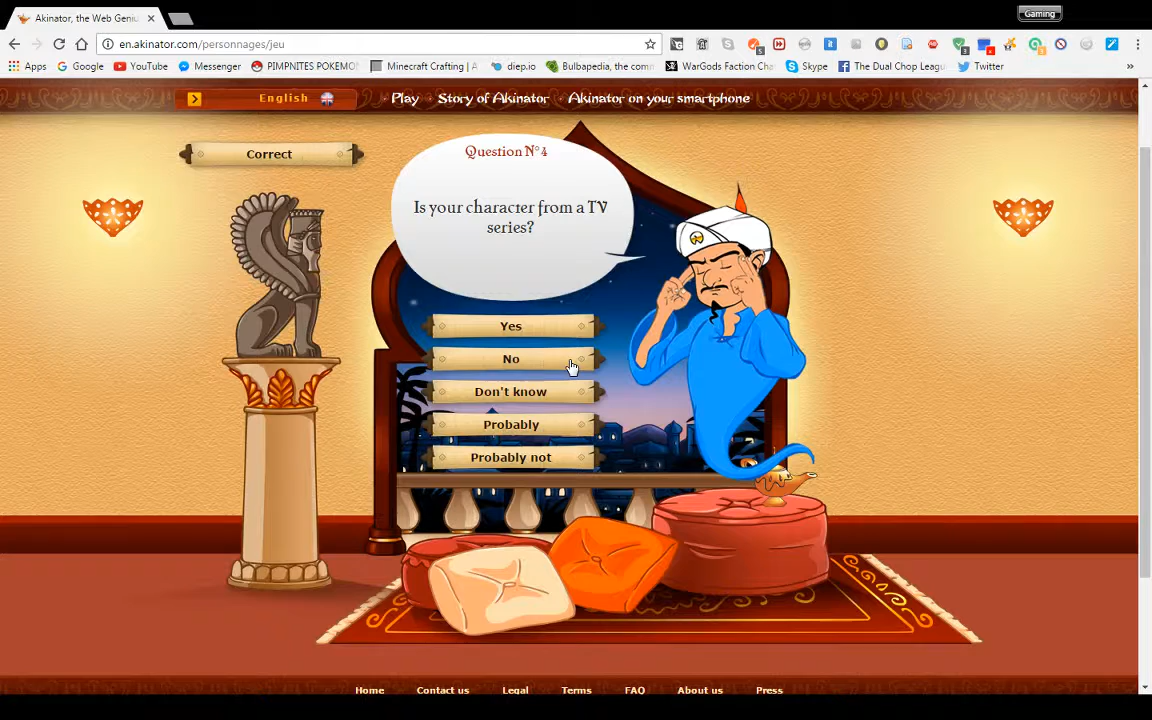 Akinator, the Web Geniu
Gaming
en.akinator.com/personnages/jeu
Apps Google YouTube Messenger PIMPNITES POKEMO Minecraft Crafting | A diep.io Bulbapedia, the com WarGods Faction Cha Skype The Dual Chop Leagu Twitter »
English Play · Story of Akinator · Akinator on your smartphone
Correct
Question N°4
Is your character from a TV
series?
Yes
No
Don't know
Probably
Probably not
Home Contact us Legal Terms FAQ About us Press